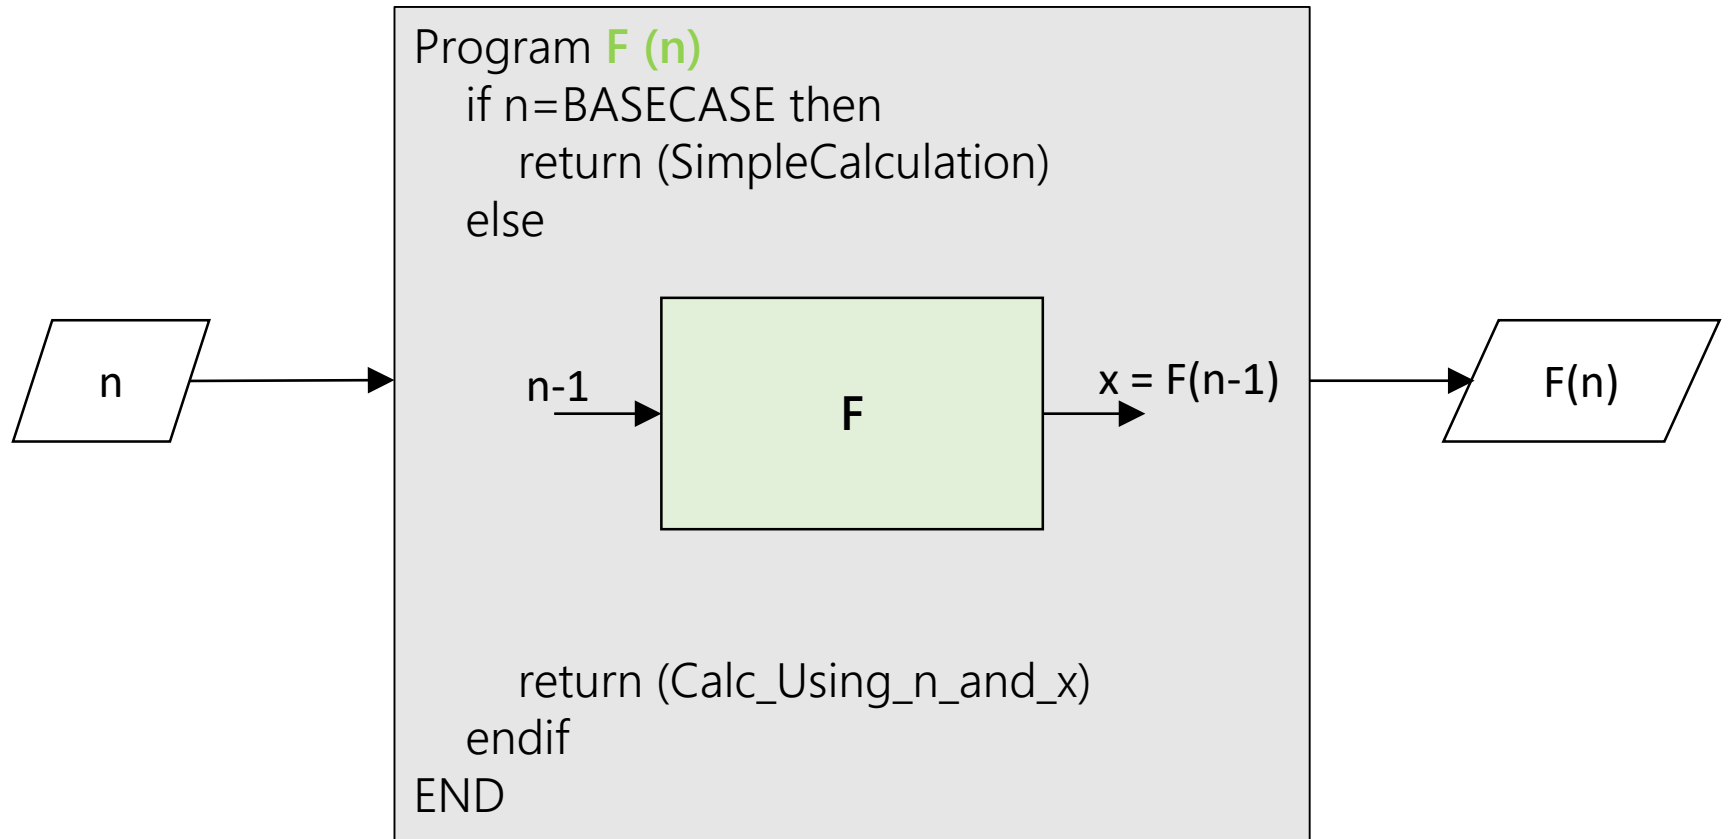 Program F (n)
if n=BASECASE then
return (SimpleCalculation)
else
n
n-1
F
x = F(n-1)
F(n)
return (Calc_Using_n_and_x)
endif
END